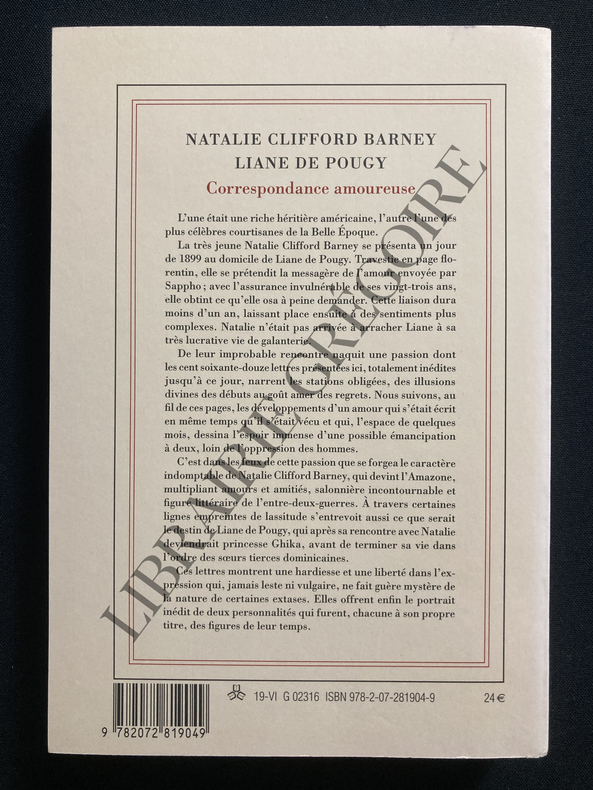 NATALIE CLIFFORD BARNEY
LIANE DE POUGY
Correspondance amoureuse
L'une était une riche héritière américaine, l'autre l'une des
plus célèbres courtisanes de la Belle Époque.
La très jeune Natalie Clifford Barney se présenta un jour
de 1899 au domicile de Liane de Pougy. Travestie en page flo-
rentin, elle se prétendit la messagère de l'amour envoyée par
Sappho ; avec l'assurance invulnérable de ses vingt-trois ans,
elle obtint ce qu'elle osa à peine demander. Cette liaison dura
moins d'un an, laissant place ensuite à des sentiments plus
complexes. Natalie n'était pas arrivée à arracher Liane à sa
très lucrative vie de galanterie.
De leur improbable rencontre naquit une passion dont
les cent soixante-douze lettres présentées ici, totalement inédites
jusqu'à ce jour, narrent les stations obligées, des illusions
divines des débuts au goût amer des regrets. Nous suivons, au
fil de ces pages, les développements d'un amour qui s'était écrit
en même temps qu'il s'était vécu et qui, l'espace de quelques
mois, dessina l'espoir immense d'une possible émancipation
à deux, loin de l'oppression des hommes.
C'est dans les feux de cette passion que se forgea le caractère
indomptable de Natalie Clifford Barney, qui devint l'Amazone,
multipliant amours et amitiés, salonnière incontournable et
figure littéraire de l'entre-deux-guerres. À travers certaines
lignes empreintes de lassitude s'entrevoit aussi ce que serait
le destin de Liane de Pougy, qui après sa rencontre avec Natalie
deviendrait princesse Ghika, avant de terminer sa vie dans
l'ordre des sœurs tierces dominicaines.
Ces lettres montrent une hardiesse et une liberté dans l'ex-
pression qui, jamais leste ni vulgaire, ne fait guère mystère de
la nature de certaines extases. Elles offrent enfin le portrait
inédit de deux personnalités qui furent, chacune à son propre
titre, des figures de leur temps.
LIBRAIRIE GRÉGOIRE
19-VI G 02316 ISBN 978-2-07-281904-9 24 €
9 782072 819049